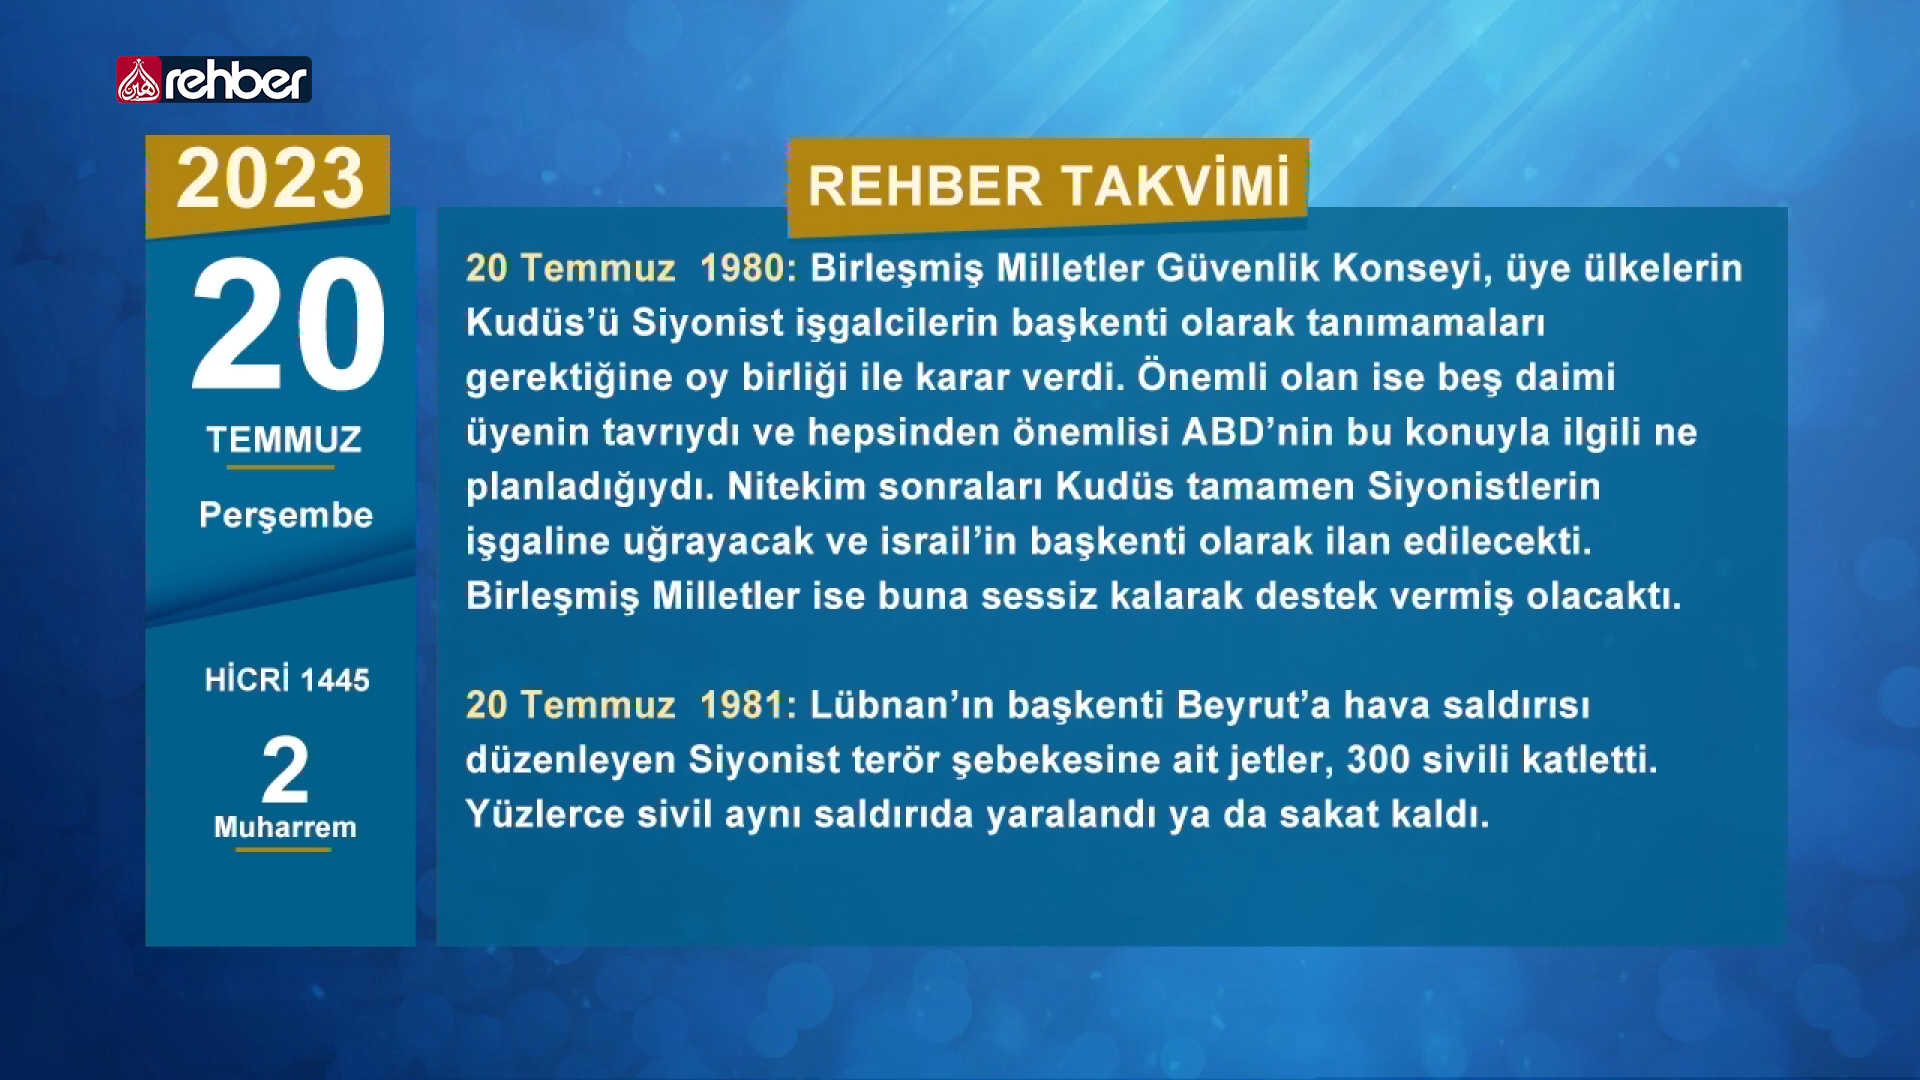 rehber
2023
20
TEMMUZ
Perşembe
HİCRİ 1445
2
Muharrem
REHBER TAKVİMİ
20 Temmuz 1980: Birleşmiş Milletler Güvenlik Konseyi, üye ülkelerin
Kudüs’ü Siyonist işgalcilerin başkenti olarak tanımamaları
gerektiğine oy birliği ile karar verdi. Önemli olan ise beş daimi
üyenin tavrıydı ve hepsinden önemlisi ABD’nin bu konuyla ilgili ne
planladığıydı. Nitekim sonraları Kudüs tamamen Siyonistlerin
işgaline uğrayacak ve israil’in başkenti olarak ilan edilecekti.
Birleşmiş Milletler ise buna sessiz kalarak destek vermiş olacaktı.
20 Temmuz 1981: Lübnan’ın başkenti Beyrut’a hava saldırısı
düzenleyen Siyonist terör şebekesine ait jetler, 300 sivili katletti.
Yüzlerce sivil aynı saldırıda yaralandı ya da sakat kaldı.